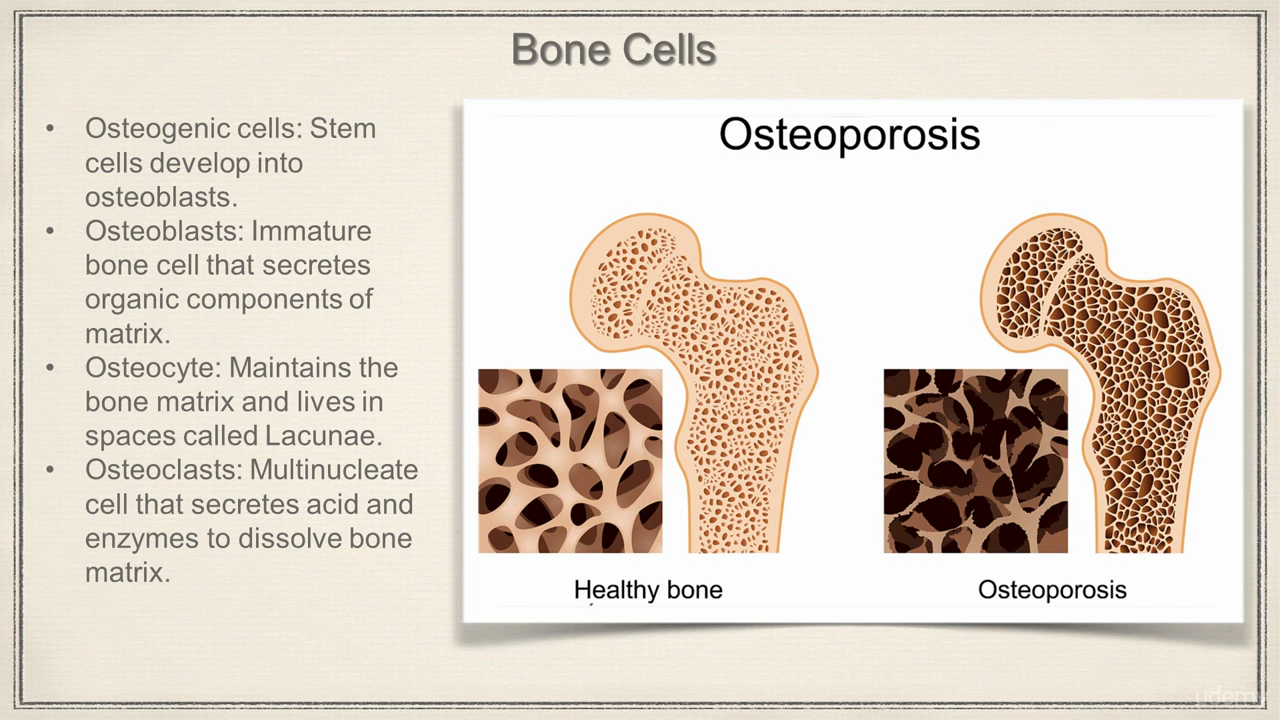 Bone Cells
• Osteogenic cells: Stem
cells develop into
osteoblasts.
• Osteoblasts: Immature
bone cell that secretes
organic components of
matrix.
• Osteocyte: Maintains the
bone matrix and lives in
spaces called Lacunae.
• Osteoclasts: Multinucleate
cell that secretes acid and
enzymes to dissolve bone
matrix.
Osteoporosis
Healthy bone
Osteoporosis
udemy